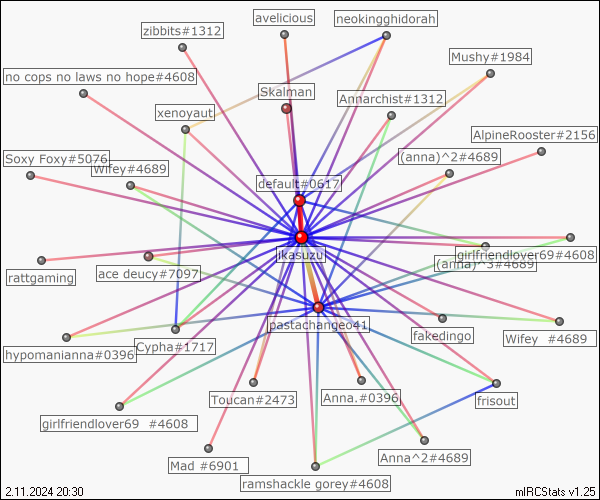 avelicious
neokingghidorah
zibbits#1312
Mushy#1984
no cops no laws no hope#4608
Skalman
Annarchist#1312
xenoyaut
AlpineRooster#2156
Soxy Foxy#5076
(anna)^2#4689
Wifey#4689
default#0617
jkasuzu
girlfriendlover69#4608
(anna)^3#4689
rattgaming
ace deucy#7097
pastachangeo41
fakedingo
Wifey #4689
hypomanianna#0396
Cypha#1717
Toucan#2473
Anna.#0396
frisout
girlfriendlover69 #4608
Anna^2#4689
Mad #6901
ramshackle gorey#4608
2.11.2024 20:30
mIRCStats v1.25